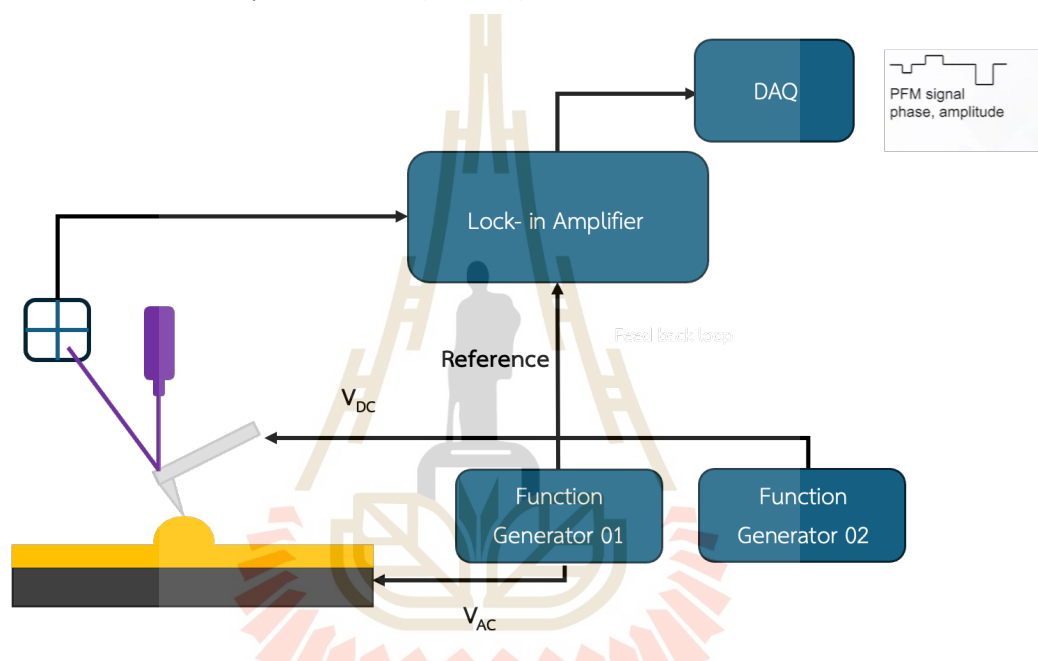 DAQ
PFM signal
phase, amplitude
Lock- in Amplifier
Feed back loop
Reference
VDC
Function
Generator 01
Function
Generator 02
VAC